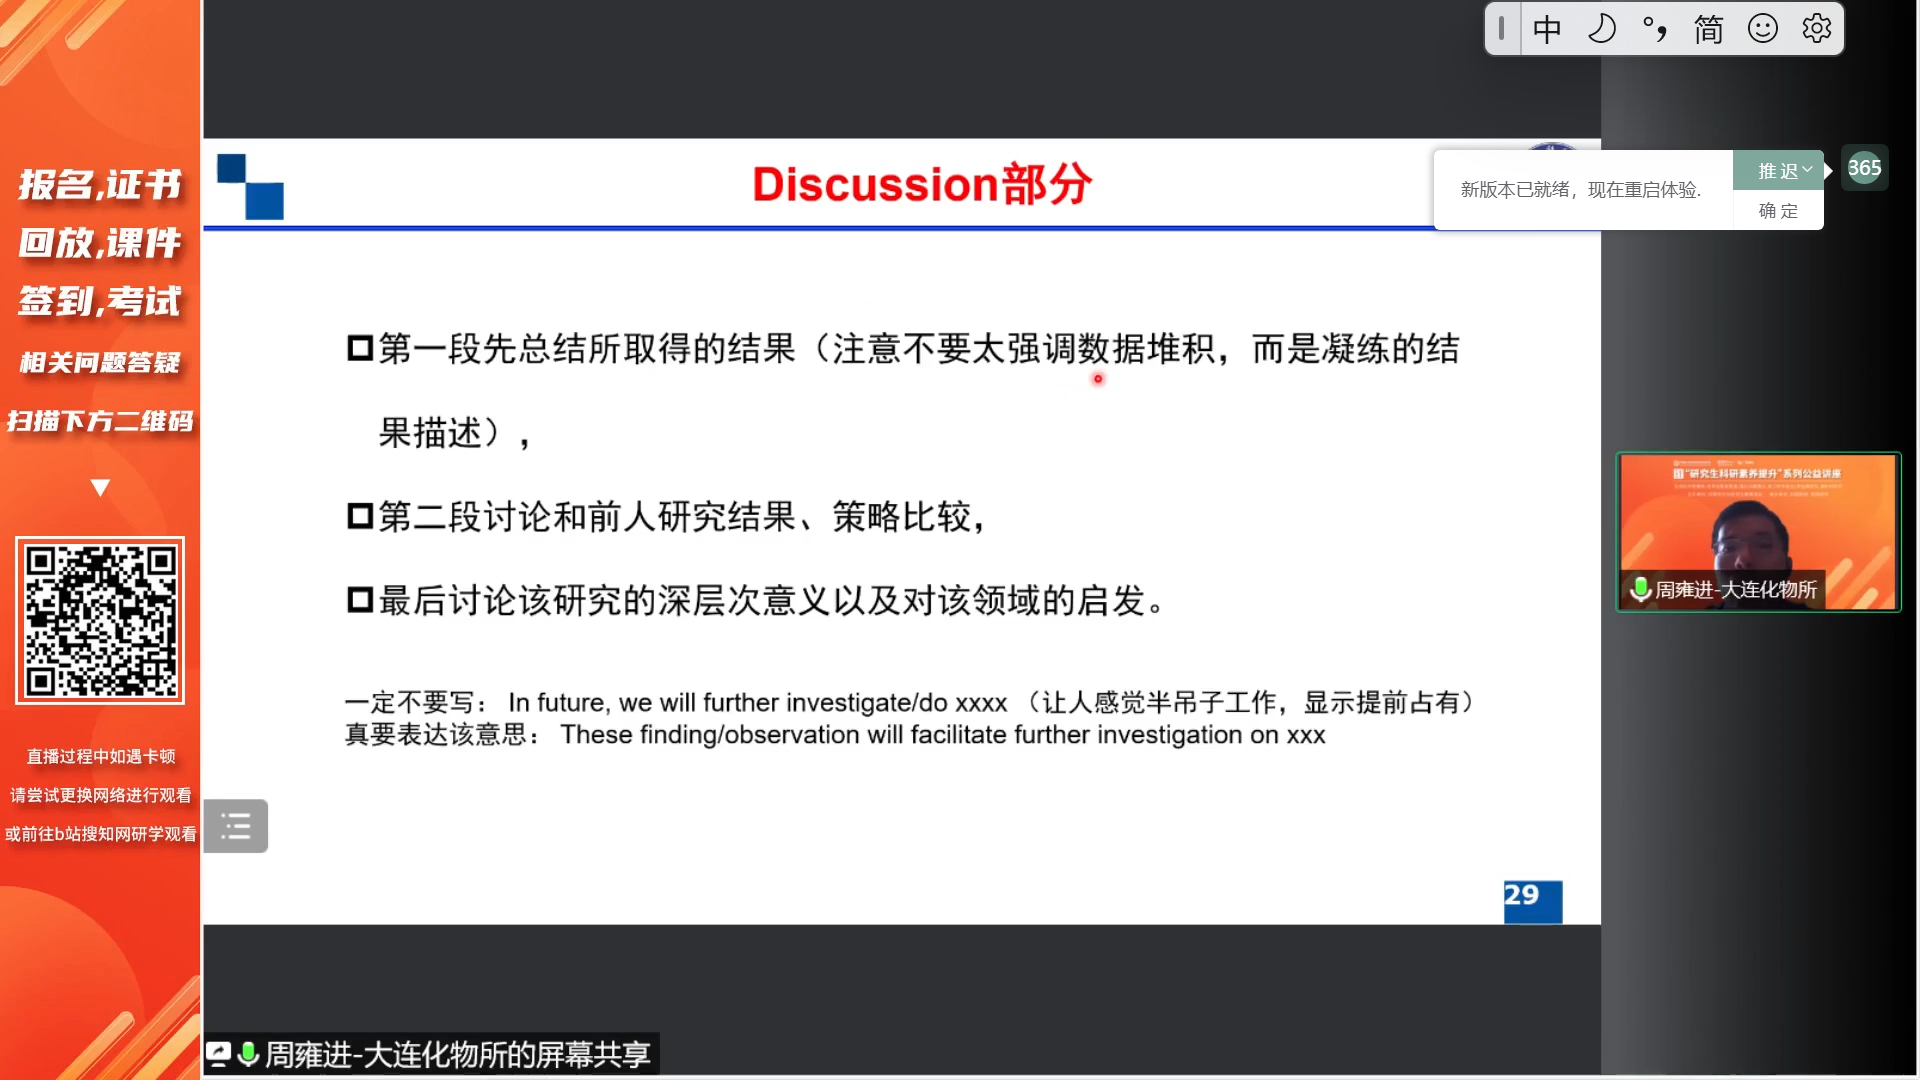 中 简
报名,证书
回放,课件
签到,考试
相关问题答疑
扫描下方二维码
直播过程中如遇卡顿
请尝试更换网络进行观看
或前往b站搜知网研学观看
Discussion部分
第一段先总结所取得的结果（注意不要太强调数据堆积，而是凝练的结
果描述），
第二段讨论和前人研究结果、策略比较，
最后讨论该研究的深层次意义以及对该领域的启发。
一定不要写： In future, we will further investigate/do xxxx （让人感觉半吊子工作，显示提前占有）
真要表达该意思： These finding/observation will facilitate further investigation on xxx
29
新版本已就绪，现在重启体验.
推迟
确定
365
“研究生科研素养提升”系列公益讲座
周雍进-大连化物所
周雍进-大连化物所的屏幕共享